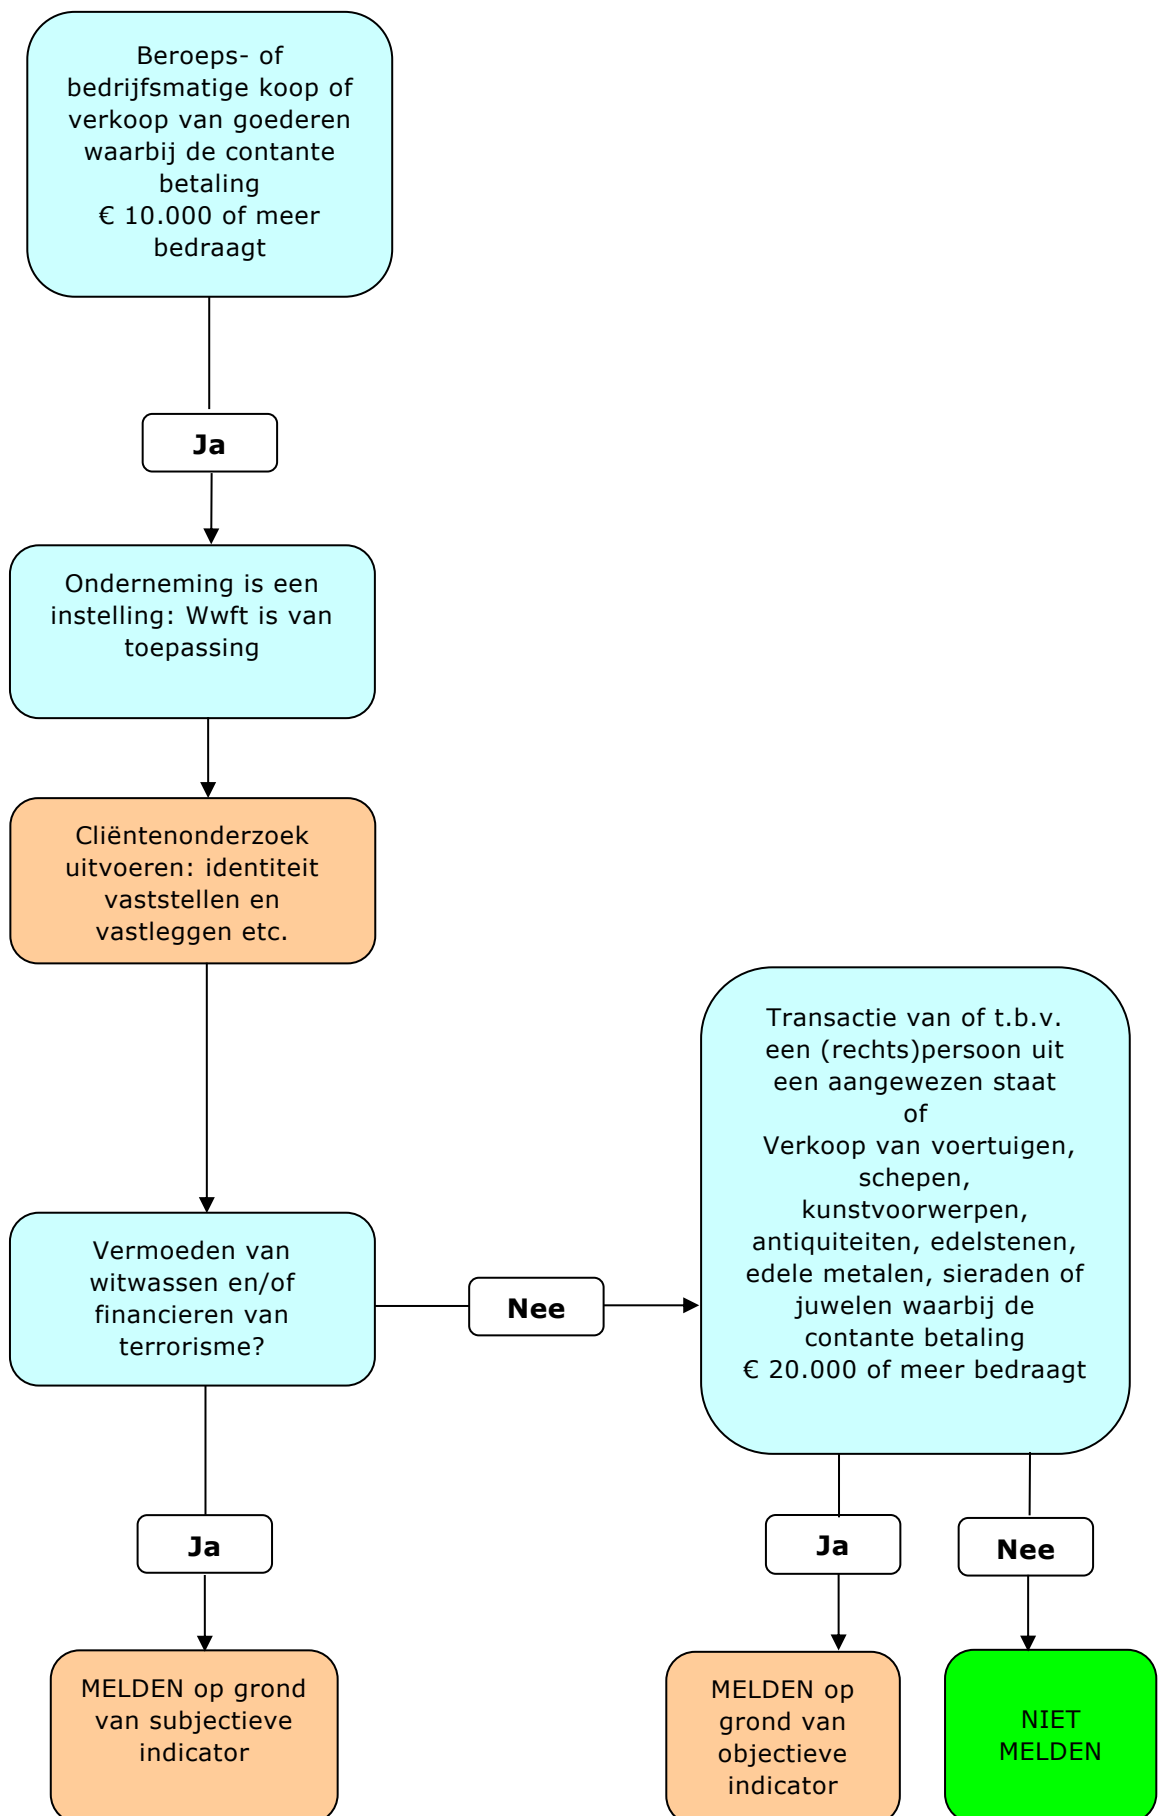 Beroeps- of
bedrijfsmatige koop of
verkoop van goederen
waarbij de contante
betaling
€ 10.000 of meer
bedraagt
Ja
Onderneming is een
instelling: Wwft is van
toepassing
Cliëntenonderzoek
uitvoeren: identiteit
vaststellen en
vastleggen etc.
Vermoeden van
witwassen en/of
financieren van
terrorisme?
Nee
Transactie van of t.b.v.
een (rechts)persoon uit
een aangewezen staat
of
Verkoop van voertuigen,
schepen,
kunstvoorwerpen,
antiquiteiten, edelstenen,
edele metalen, sieraden of
juwelen waarbij de
contante betaling
€ 20.000 of meer bedraagt
Ja
Ja
Nee
MELDEN op grond
van subjectieve
indicator
MELDEN op
grond van
objectieve
indicator
NIET
MELDEN